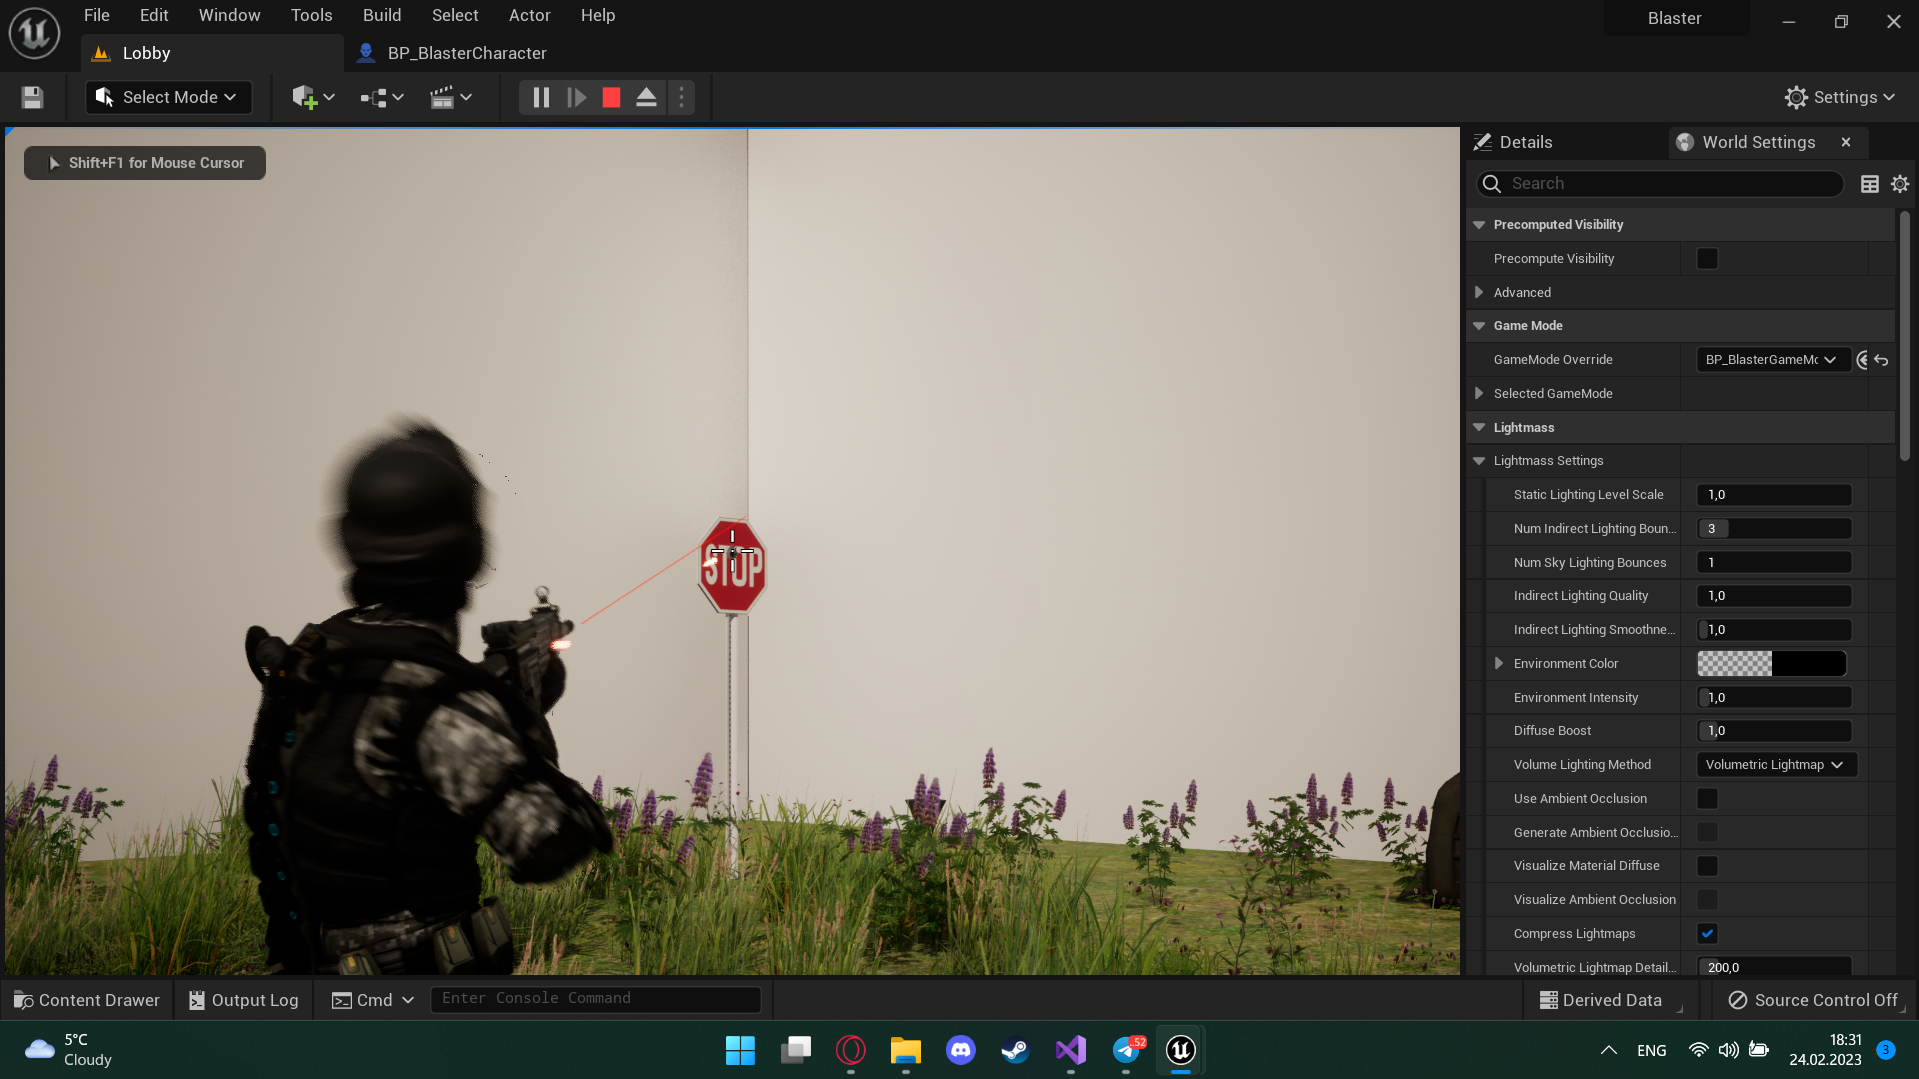 File Edit Window Tools Build Select Actor Help
Blaster
Lobby
BP_BlasterCharacter
Select Mode
Settings
Shift+F1 for Mouse Cursor
STOP
Details
World Settings
Search
Precomputed Visibility
Precompute Visibility
Advanced
Game Mode
GameMode Override BP_BlasterGameMo
Selected GameMode
Lightmass
Lightmass Settings
Static Lighting Level Scale 1,0
Num Indirect Lighting Boun... 3
Num Sky Lighting Bounces 1
Indirect Lighting Quality 1,0
Indirect Lighting Smoothne... 1,0
Environment Color
Environment Intensity 1,0
Diffuse Boost 1,0
Volume Lighting Method Volumetric Lightmap
Use Ambient Occlusion
Generate Ambient Occlusio...
Visualize Material Diffuse
Visualize Ambient Occlusion
Compress Lightmaps
Volumetric Lightmap Detail... 200,0
Content Drawer
Output Log
Cmd
Enter Console Command
Derived Data
Source Control Off
5°C
Cloudy
..52
ENG
18:31
24.02.2023
3